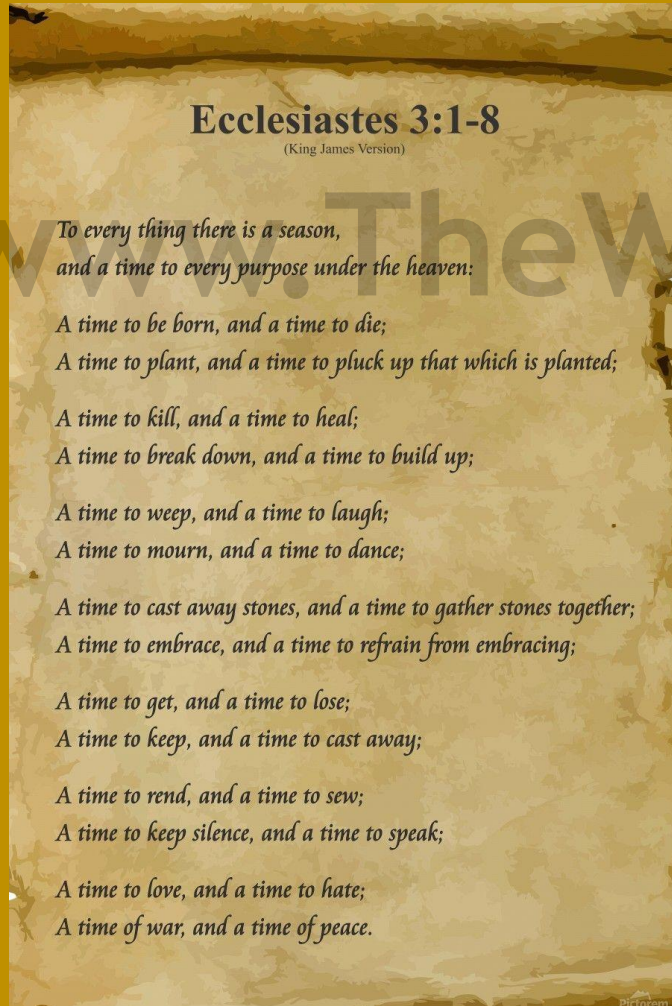 Ecclesiastes 3:1-8
(King James Version)
www.TheW
To every thing there is a season,
and a time to every purpose under the heaven:
A time to be born, and a time to die;
A time to plant, and a time to pluck up that which is planted;
A time to kill, and a time to heal;
A time to break down, and a time to build up;
A time to weep, and a time to laugh;
A time to mourn, and a time to dance;
A time to cast away stones, and a time to gather stones together;
A time to embrace, and a time to refrain from embracing;
A time to get, and a time to lose;
A time to keep, and a time to cast away;
A time to rend, and a time to sew;
A time to keep silence, and a time to speak;
A time to love, and a time to hate;
A time of war, and a time of peace.
Pictorem